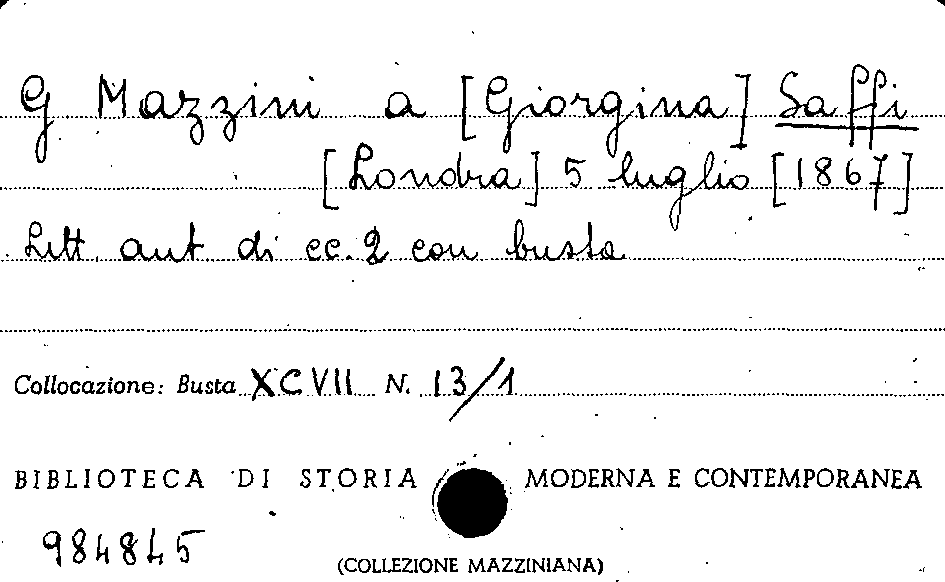 G Mazzini a [Giorgina] Saffi
[Londra] 5 luglio [1867]
Lett. aut. di cc. 2 con busta
Collocazione: Busta XCVII N. 13/1
BIBLIOTECA DI STORIA MODERNA E CONTEMPORANEA
984845
(COLLEZIONE MAZZINIANA)